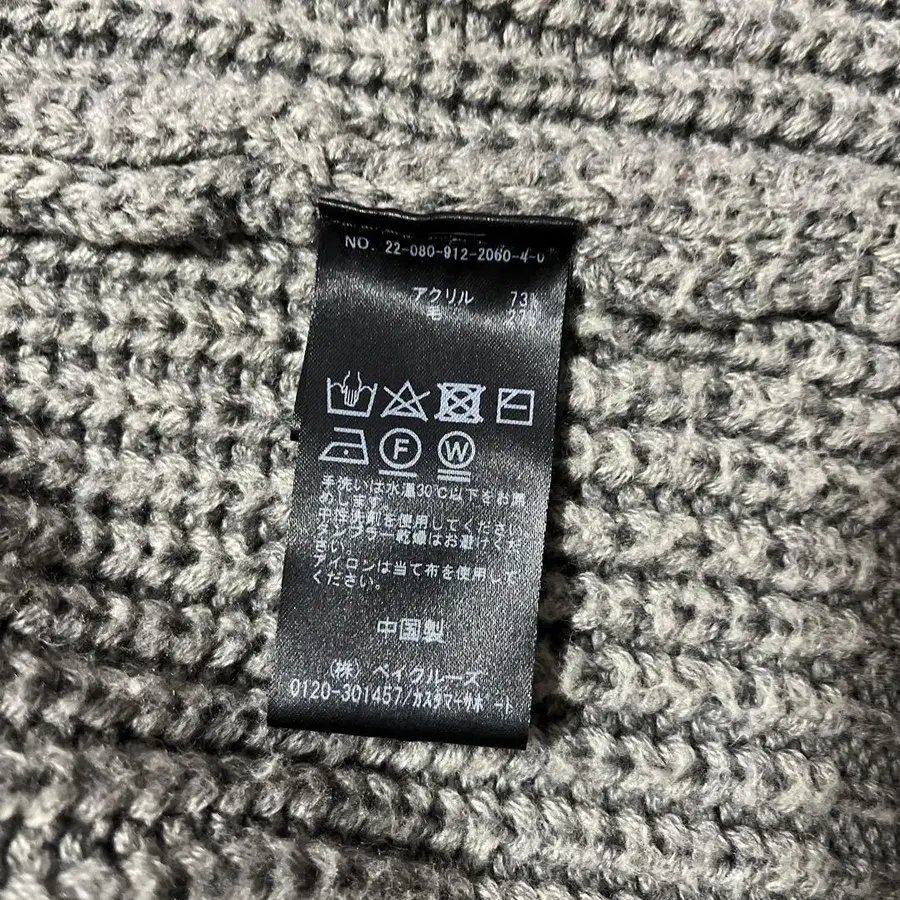 NO. 22-080-912-2060-4-0
アクリル 73%
毛 27
F W
手洗いは水温30℃以下をお薦
めします。
中性洗剤を使用してください。
タンブラー乾燥はお避けくだ
さい。
アイロンは当て布を使用して
ください。
中国製
(株) ベイクルーズ
0120-301457/カスタマーサポート